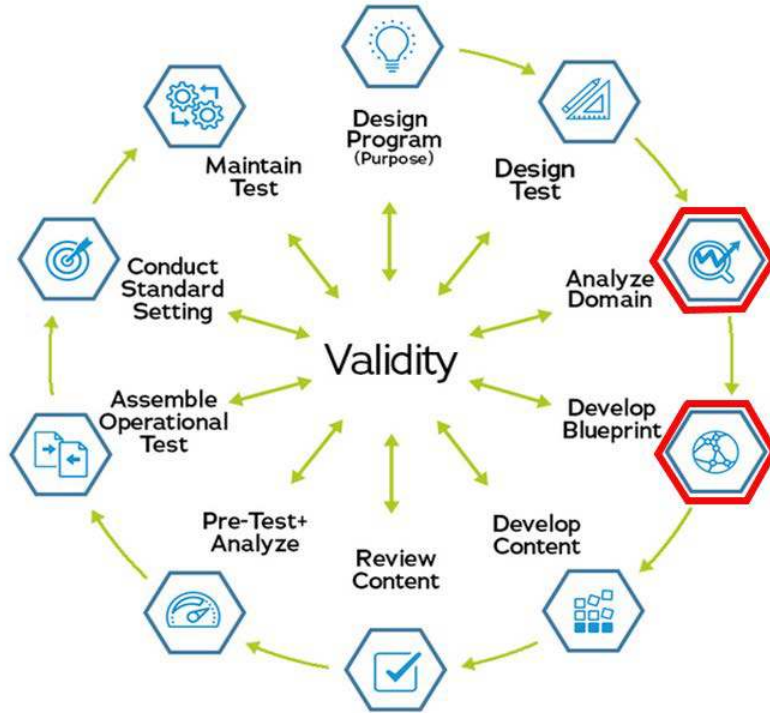 Design
Program
(Purpose)
Design
Test
Analyze
Domain
Develop
Blueprint
Develop
Content
Review
Content
Pre-Test+
Analyze
Assemble
Operational
Test
Conduct
Standard
Setting
Maintain
Test
Validity